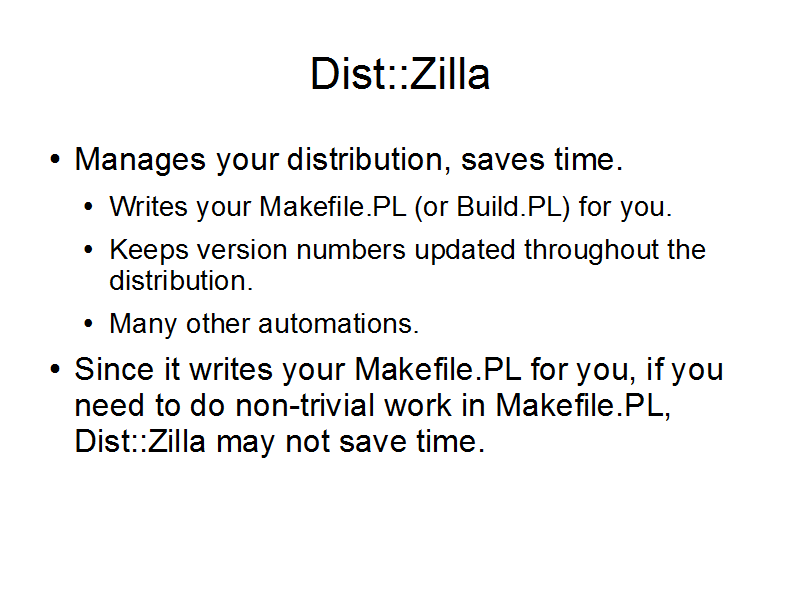 Dist::Zilla
• Manages your distribution, saves time.
• Writes your Makefile.PL (or Build.PL) for you.
• Keeps version numbers updated throughout the
distribution.
• Many other automations.
• Since it writes your Makefile.PL for you, if you
need to do non-trivial work in Makefile.PL,
Dist::Zilla may not save time.